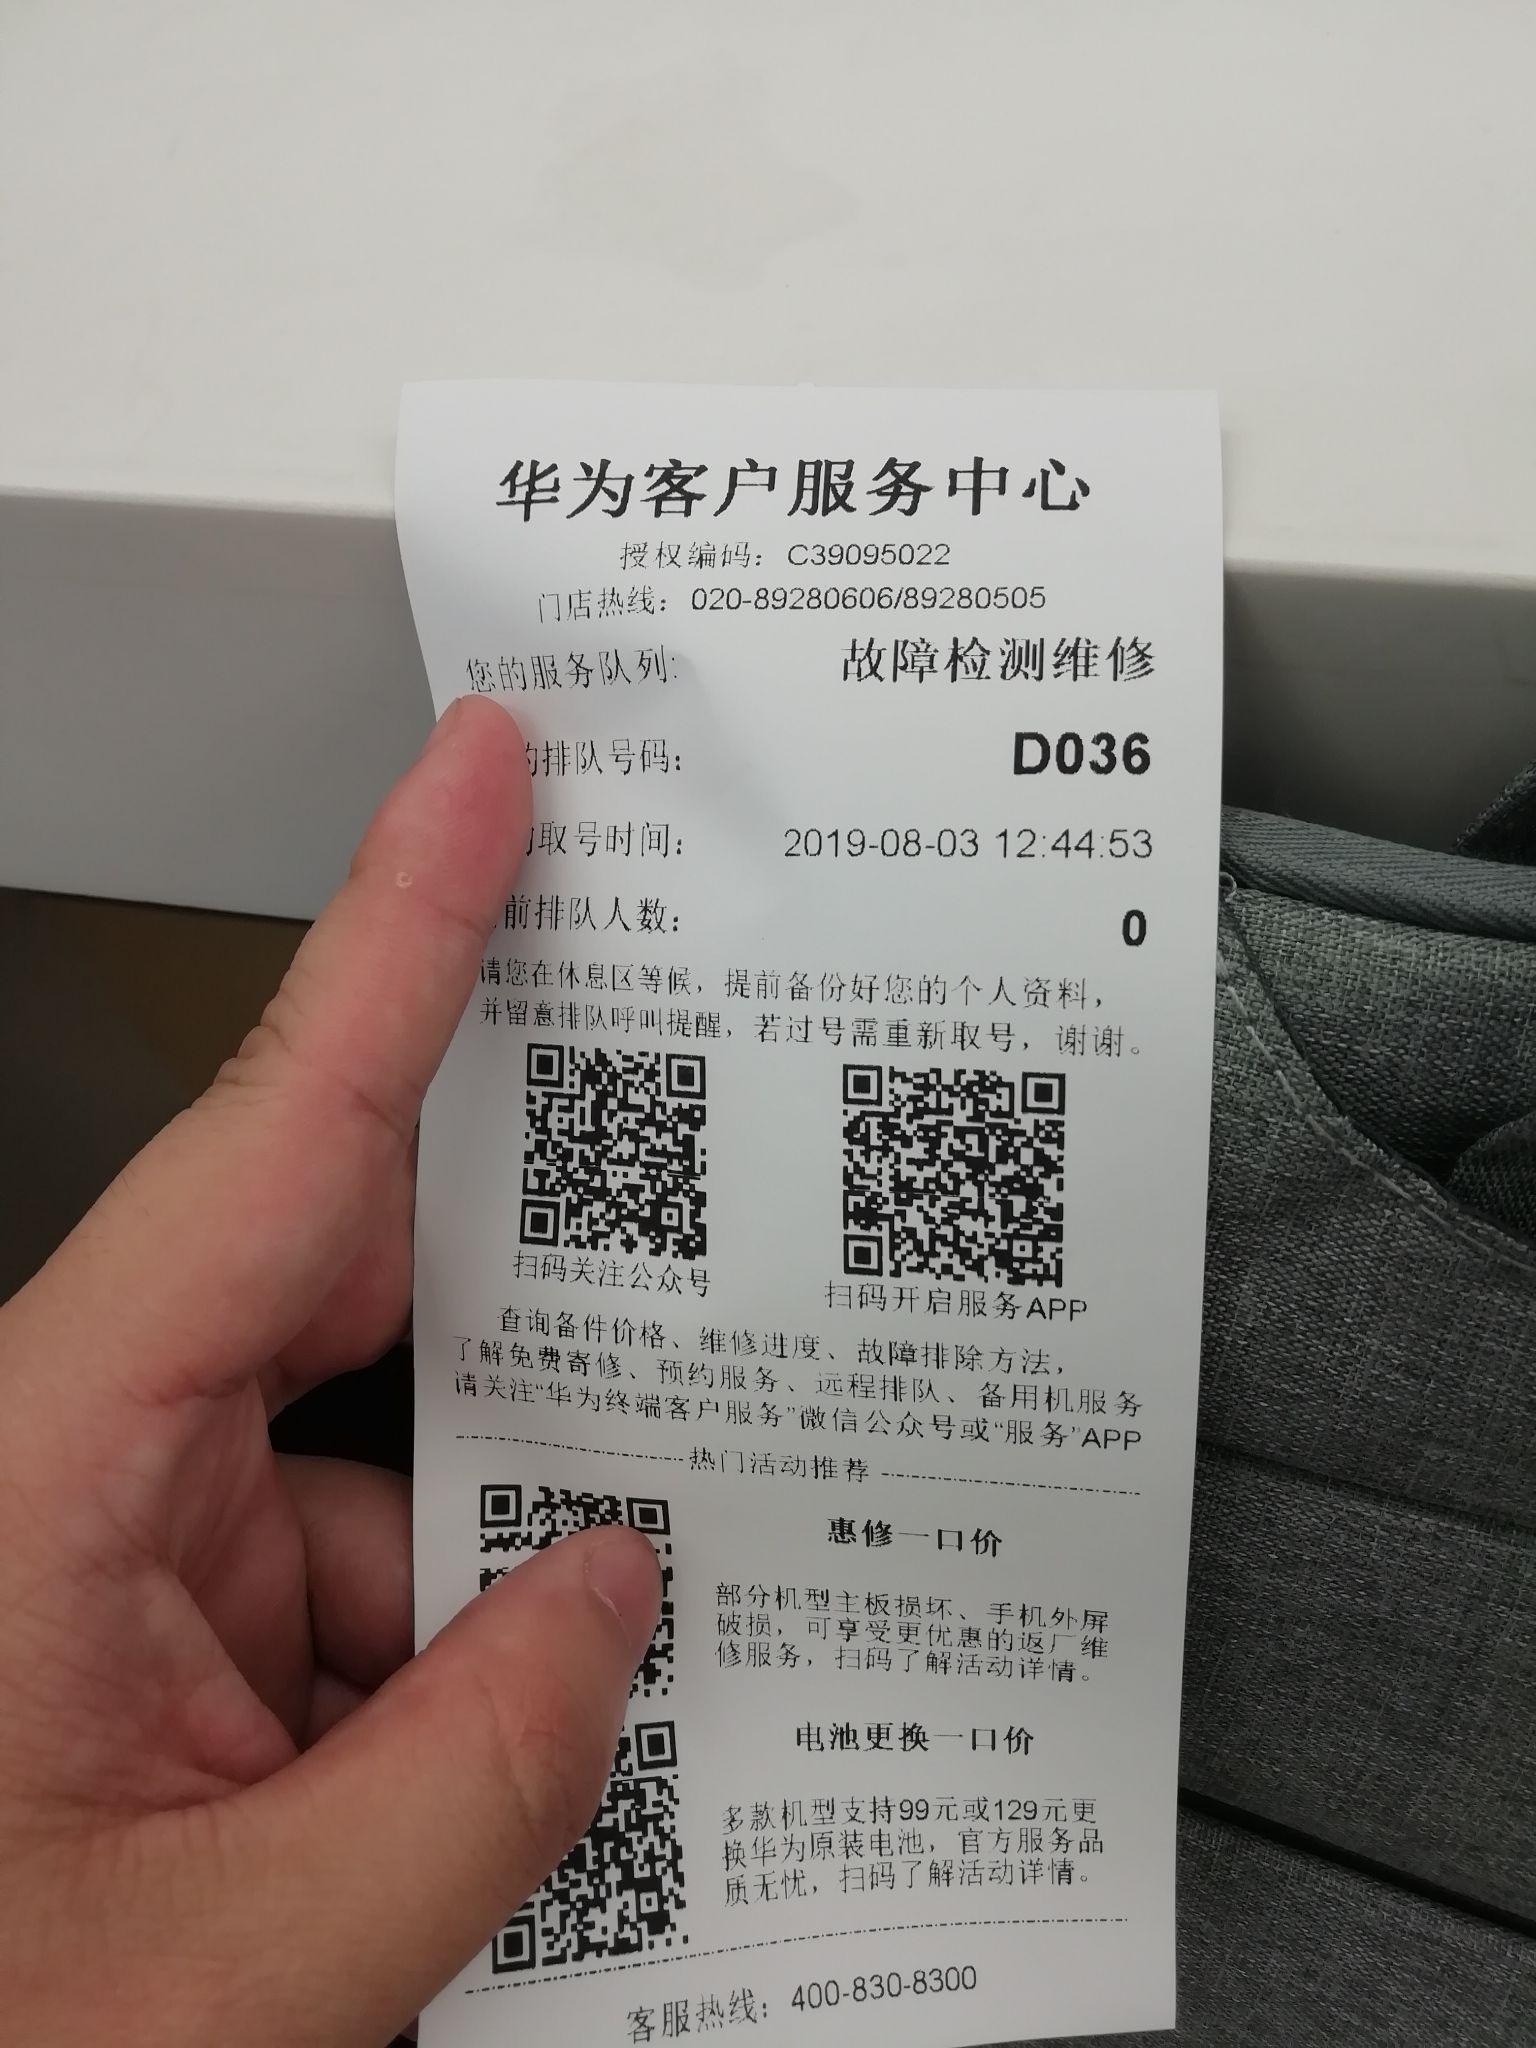 华为客户服务中心
授权编码：C39095022
门店热线：020-89280606/89280505
您的服务队列: 故障检测维修
的排队号码： D036
取号时间： 2019-08-03 12:44:53
前排队人数： 0
请您在休息区等候，提前备份好您的个人资料，
并留意排队呼叫提醒，若过号需重新取号，谢谢。
扫码关注公众号 扫码开启服务APP
查询备件价格、维修进度、故障排除方法，
了解免费寄修、预约服务、远程排队、备用机服务
请关注“华为终端客户服务”微信公众号或“服务”APP
热门活动推荐
惠修一口价
部分机型主板损坏、手机外屏
破损，可享受更优惠的返厂维
修服务，扫码了解活动详情。
电池更换一口价
多款机型支持99元或129元更
换华为原装电池，官方服务品
质无忧，扫码了解活动详情。
客服热线：400-830-8300